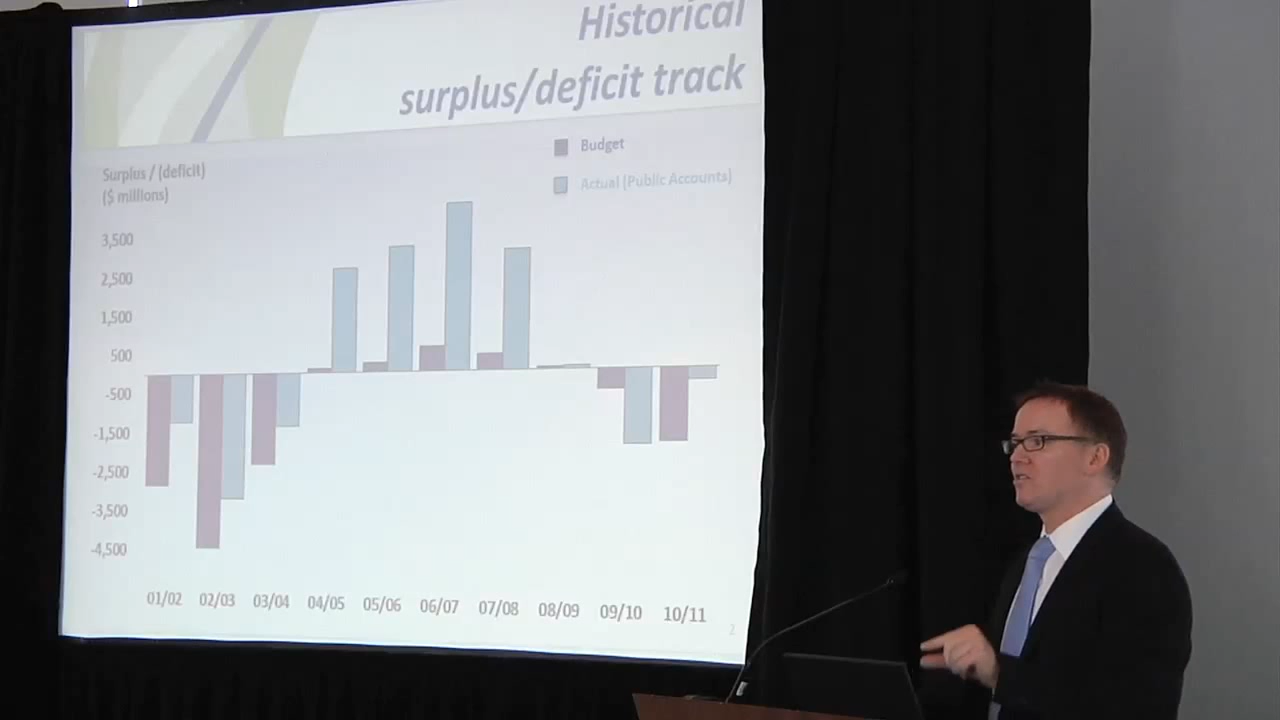 Historical
surplus/deficit track
Budget
Surplus / (deficit)
($ millions)
Actual (Public Accounts)
3,500
2,500
1,500
500
-500
-1,500
-2,500
-3,500
-4,500
01/02 02/03 03/04 04/05 05/06 06/07 07/08 08/09 09/10 10/11
2